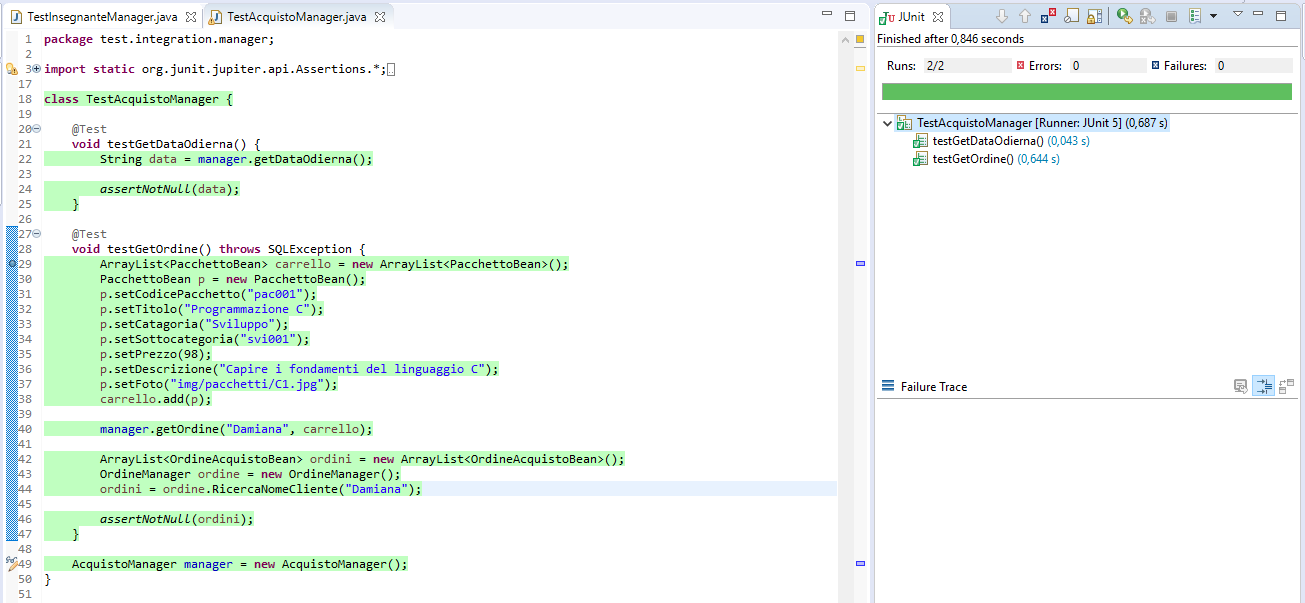 TestInsegnanteManager.java
TestAcquistoManager.java
1 package test.integration.manager;
2
3 import static org.junit.jupiter.api.Assertions.*;
17
18 class TestAcquistoManager {
19
20 @Test
21 void testGetDataOdierna() {
22 String data = manager.getDataOdierna();
23
24 assertNotNull(data);
25 }
26
27 @Test
28 void testGetOrdine() throws SQLException {
29 ArrayList<PacchettoBean> carrello = new ArrayList<PacchettoBean>();
30 PacchettoBean p = new PacchettoBean();
31 p.setCodicePacchetto("pac001");
32 p.setTitolo("Programmazione C");
33 p.setCatagoria("Sviluppo");
34 p.setSottocategoria("svi001");
35 p.setPrezzo(98);
36 p.setDescrizione("Capire i fondamenti del linguaggio C");
37 p.setFoto("img/pacchetti/C1.jpg");
38 carrello.add(p);
39
40 manager.getOrdine("Damiana", carrello);
41
42 ArrayList<OrdineAcquistoBean> ordini = new ArrayList<OrdineAcquistoBean>();
43 OrdineManager ordine = new OrdineManager();
44 ordini = ordine.RicercaNomeCliente("Damiana");
45
46 assertNotNull(ordini);
47 }
48
49 AcquistoManager manager = new AcquistoManager();
50 }
51
JUnit
Finished after 0,846 seconds
Runs: 2/2 Errors: 0 Failures: 0
TestAcquistoManager [Runner: JUnit 5] (0,687 s)
testGetDataOdierna() (0,043 s)
testGetOrdine() (0,644 s)
Failure Trace